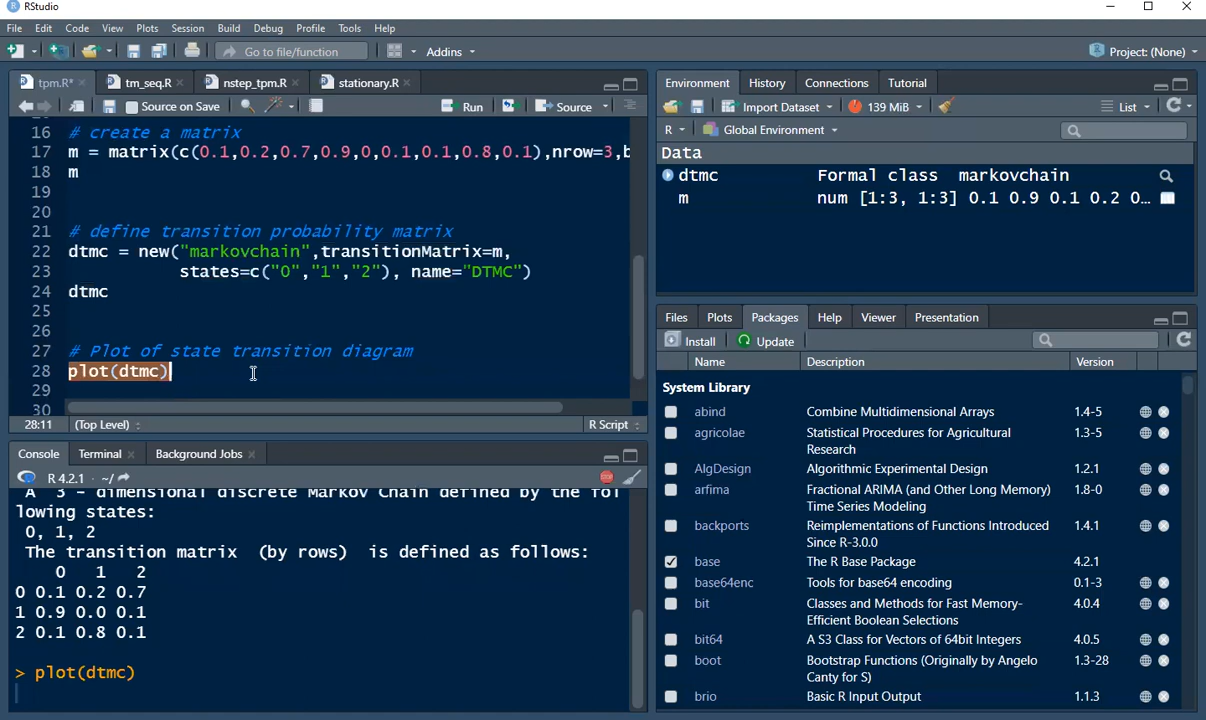 RStudio
File Edit Code View Plots Session Build Debug Profile Tools Help
Go to file/function Addins Project: (None)
tpm.R* tm_seq.R nstep_tpm.R stationary.R
Source on Save Run Source
16 # create a matrix
17 m = matrix(c(0.1,0.2,0.7,0.9,0,0.1,0.1,0.8,0.1),nrow=3,b
18 m
19
20
21 # define transition probability matrix
22 dtmc = new("markovchain",transitionMatrix=m,
23 states=c("0","1","2"), name="DTMC")
24 dtmc
25
26
27 # Plot of state transition diagram
28 plot(dtmc)
29
30
28:11 (Top Level) R Script
Console Terminal Background Jobs
R 4.2.1 · ~/
A 3 - dimensional discrete Markov Chain defined by the fol
lowing states:
0, 1, 2
The transition matrix (by rows) is defined as follows:
0 1 2
0 0.1 0.2 0.7
1 0.9 0.0 0.1
2 0.1 0.8 0.1
> plot(dtmc)
Environment History Connections Tutorial
Import Dataset 139 MiB List
R Global Environment
Data
dtmc Formal class markovchain
m num [1:3, 1:3] 0.1 0.9 0.1 0.2 0…
Files Plots Packages Help Viewer Presentation
Install Update
Name Description Version
System Library
abind Combine Multidimensional Arrays 1.4-5
agricolae Statistical Procedures for Agricultural 1.3-5
Research
AlgDesign Algorithmic Experimental Design 1.2.1
arfima Fractional ARIMA (and Other Long Memory) 1.8-0
Time Series Modeling
backports Reimplementations of Functions Introduced 1.4.1
Since R-3.0.0
base The R Base Package 4.2.1
base64enc Tools for base64 encoding 0.1-3
bit Classes and Methods for Fast Memory- 4.0.4
Efficient Boolean Selections
bit64 A S3 Class for Vectors of 64bit Integers 4.0.5
boot Bootstrap Functions (Originally by Angelo 1.3-28
Canty for S)
brio Basic R Input Output 1.1.3